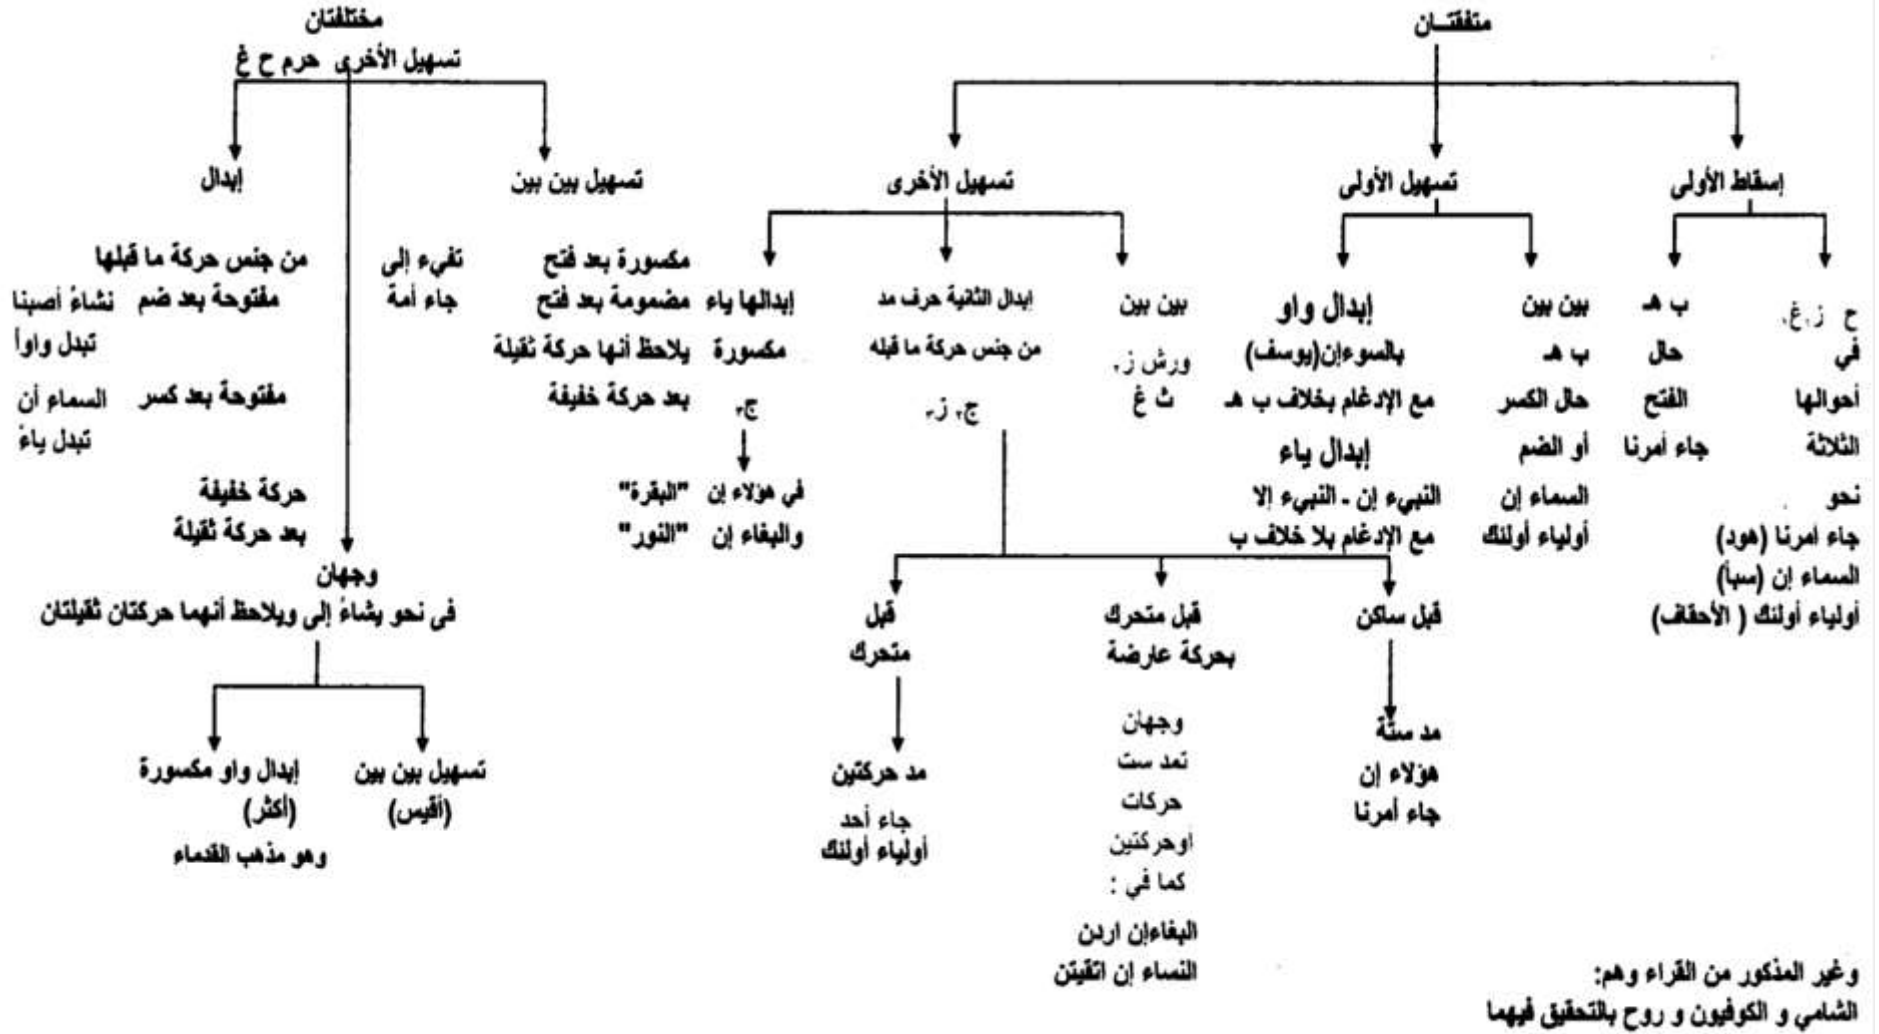 متفقتــان
إسقاط الأولى
ح ز، غ،
في
أحوالها
الثلاثة
نحو
جاء امرنا (هود)
السماء إن (سبأ)
أولياء أولئك ( الأحقاف)
ب هـ
حال
الفتح
جاء أمرنا
تسهيل الأولى
بين بين
ب هـ
حال الكسر
أو الضم
السماء إن
أولياء أولئك
إبدال واو
بالسوءإن(يوسف)
مع الإدغام بخلاف ب هـ
إبدال ياء
النبيء إن - النبيء إلا
مع الإدغام بلا خلاف ب
تسهيل الأخرى
بين بين
ورش ز،
ث غ
إبدال الثانية حرف مد
من جنس حركة ما قبله
ج، ز،
قبل ساكن
مد ستة
هؤلاء إن
جاء أمرنا
قبل متحرك
بحركة عارضة
وجهان
تمد ست
حركات
اوحركتين
كما في :
البغاءإن اردن
النساء إن اتقيتن
قبل
متحرك
مد حركتين
جاء أحد
أولياء أولئك
إبدالها ياء
مكسورة
ج،
في هؤلاء إن "البقرة"
والبغاء إن "النور"
مختلفتان
تسهيل الأخرى حرم ح غ
تسهيل بين بين
مكسورة بعد فتح تفيء إلى
مضمومة بعد فتح جاء أمة
يلاحظ أنها حركة ثقيلة
بعد حركة خفيفة
إبدال
من جنس حركة ما قبلها
مفتوحة بعد ضم نشاءُ أصبنا
تبدل واواً
مفتوحة بعد كسر السماء أن
تبدل ياءً
حركة خفيفة
بعد حركة ثقيلة
وجهان
فى نحو يشاءُ إلى ويلاحظ أنهما حركتان ثقيلتان
تسهيل بين بين
(أقيس)
إبدال واو مكسورة
(أكثر)
وهو مذهب القدماء
وغير المذكور من القراء وهم:
الشامي و الكوفيون و روح بالتحقيق فيهما